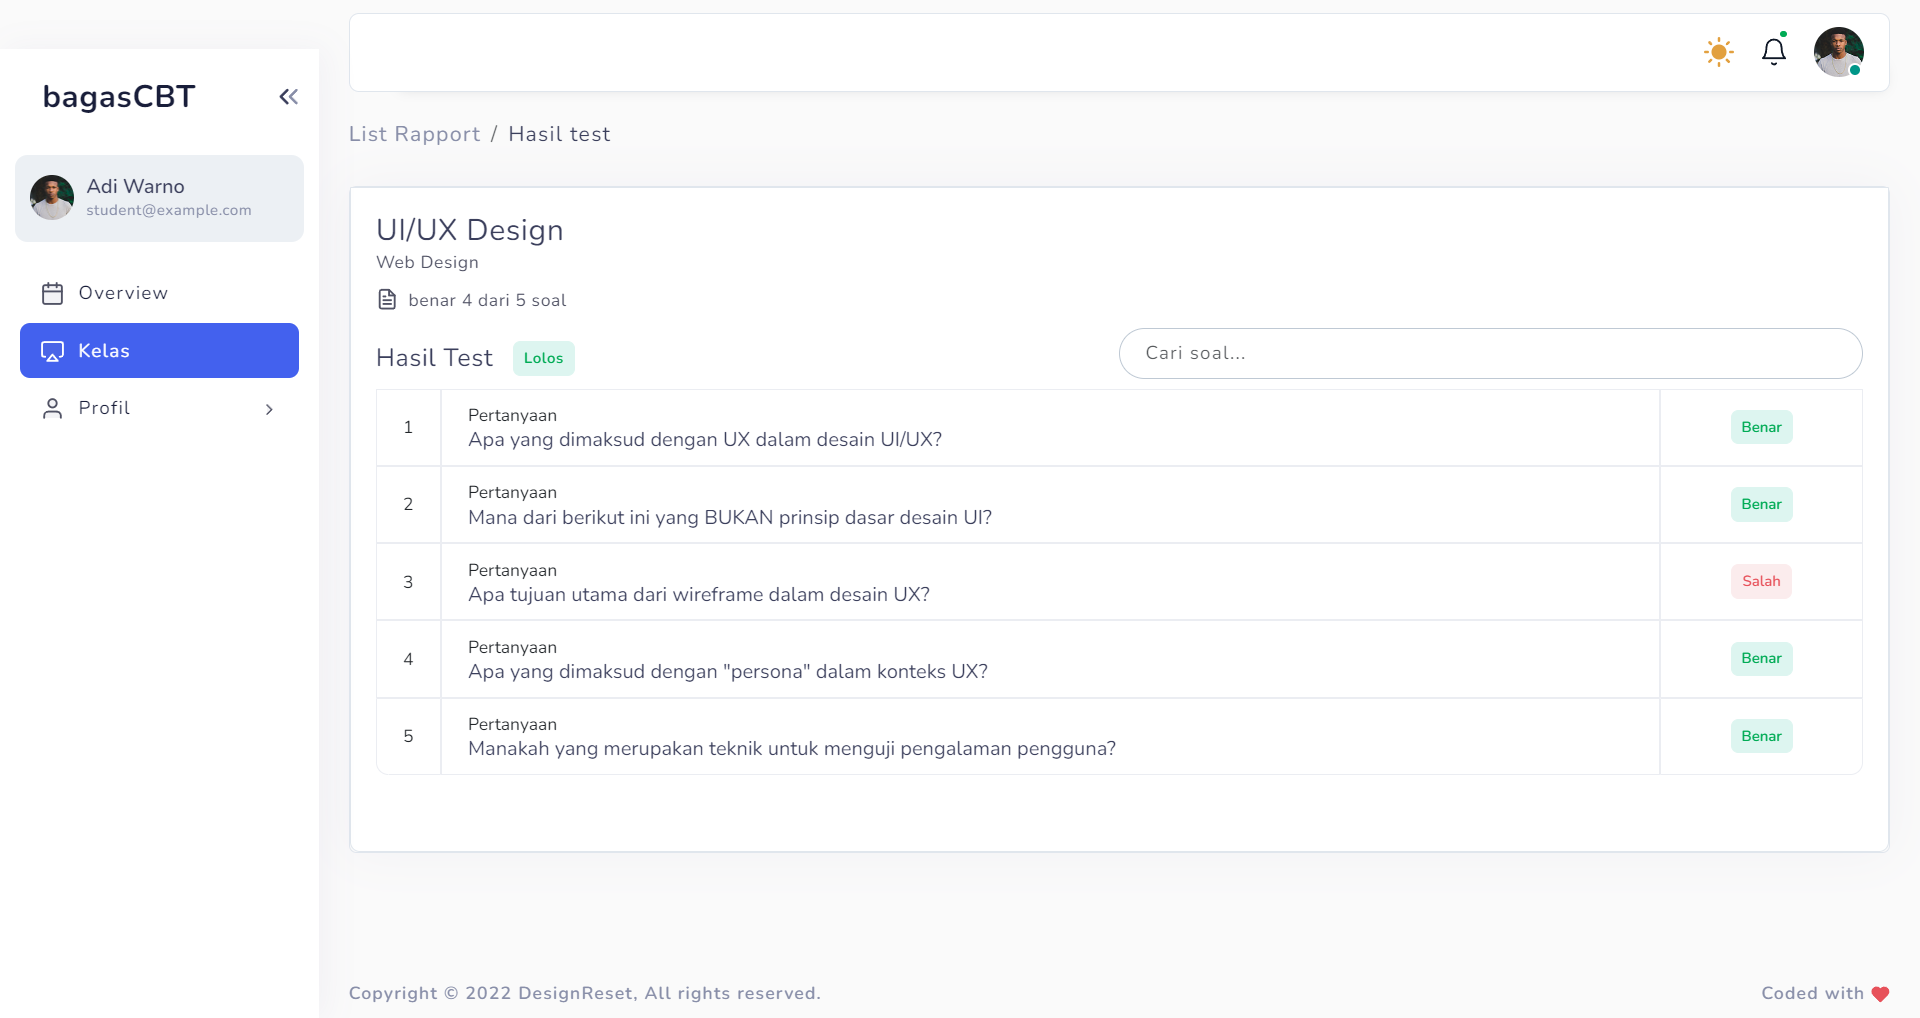 bagasCBT
Adi Warno
student@example.com
Overview
Kelas
Profil
List Rapport / Hasil test
UI/UX Design
Web Design
benar 4 dari 5 soal
Hasil Test Lolos
Cari soal...
1 Pertanyaan
Apa yang dimaksud dengan UX dalam desain UI/UX?
Benar
2 Pertanyaan
Mana dari berikut ini yang BUKAN prinsip dasar desain UI?
Benar
3 Pertanyaan
Apa tujuan utama dari wireframe dalam desain UX?
Salah
4 Pertanyaan
Apa yang dimaksud dengan "persona" dalam konteks UX?
Benar
5 Pertanyaan
Manakah yang merupakan teknik untuk menguji pengalaman pengguna?
Benar
Copyright © 2022 DesignReset, All rights reserved.
Coded with